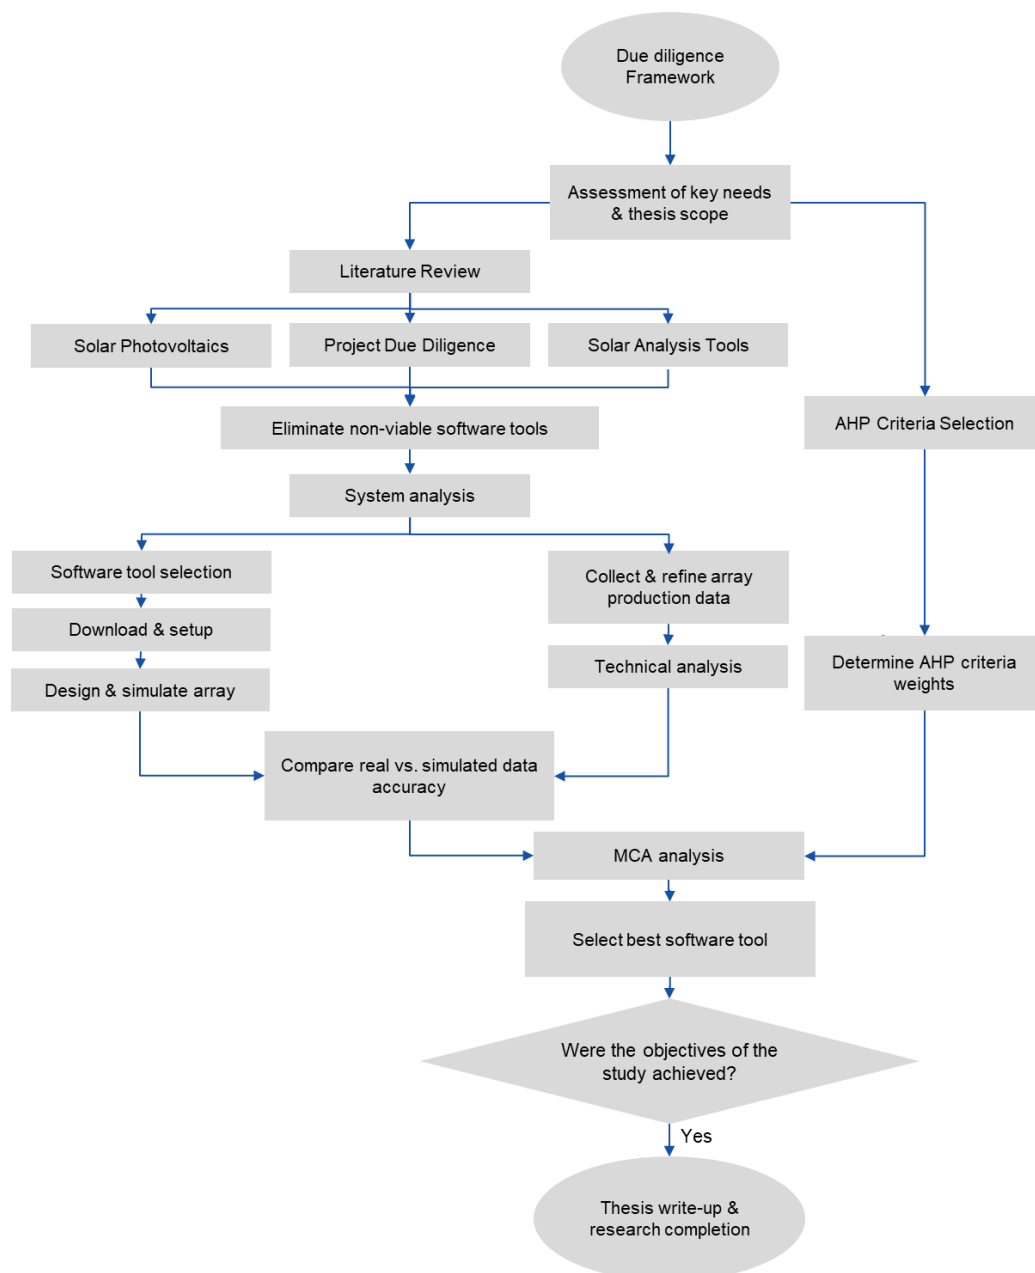 Due diligence
Framework
Assessment of key needs
& thesis scope
Literature Review
Solar Photovoltaics
Project Due Diligence
Solar Analysis Tools
Eliminate non-viable software tools
AHP Criteria Selection
System analysis
Software tool selection
Collect & refine array
production data
Download & setup
Technical analysis
Determine AHP criteria
weights
Design & simulate array
Compare real vs. simulated data
accuracy
MCA analysis
Select best software tool
Were the objectives of the
study achieved?
Yes
Thesis write-up &
research completion